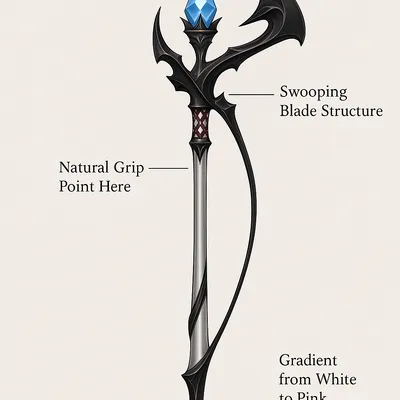 Swooping
Blade Structure
Natural Grip
Point Here
Gradient
from White
to Pink